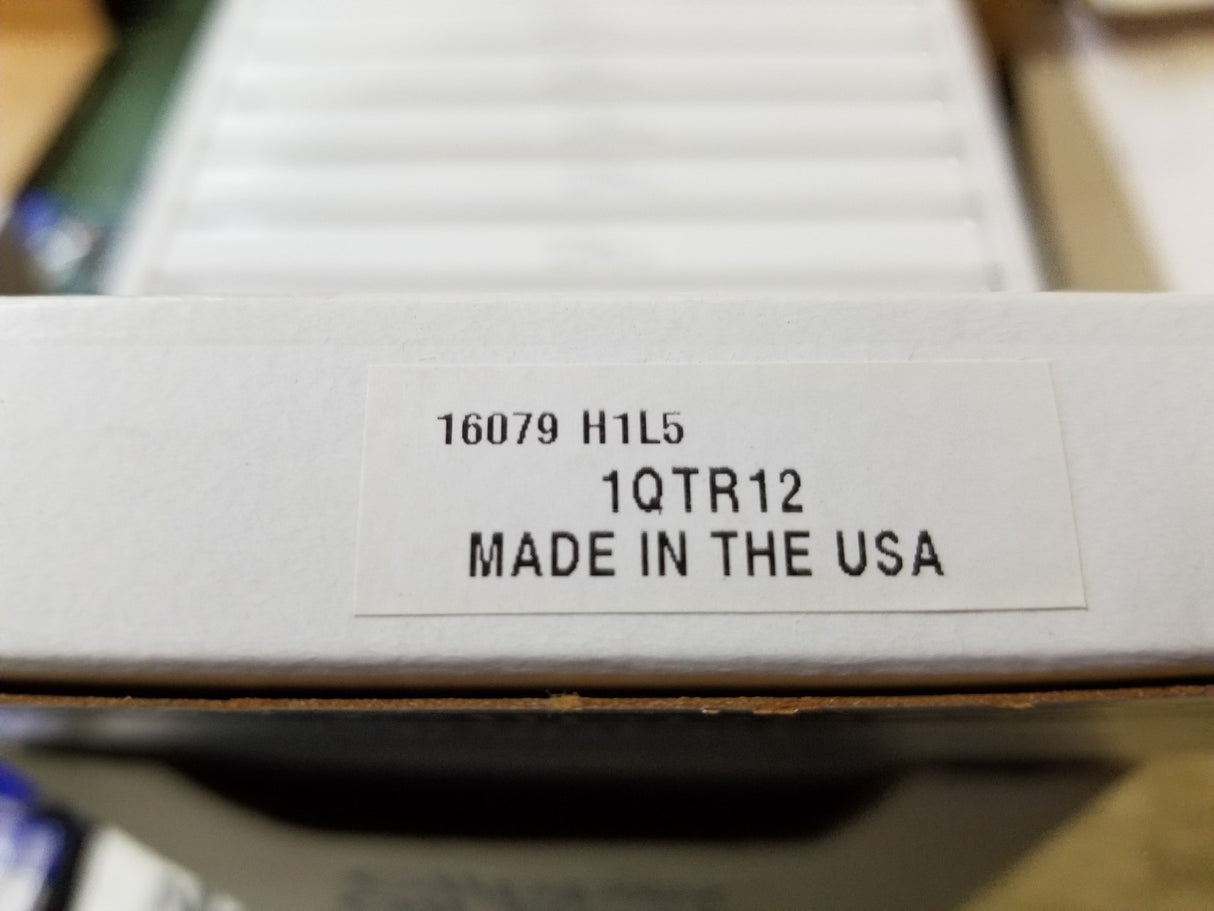 16079 H1L5
1QTR12
MADE IN THE USA